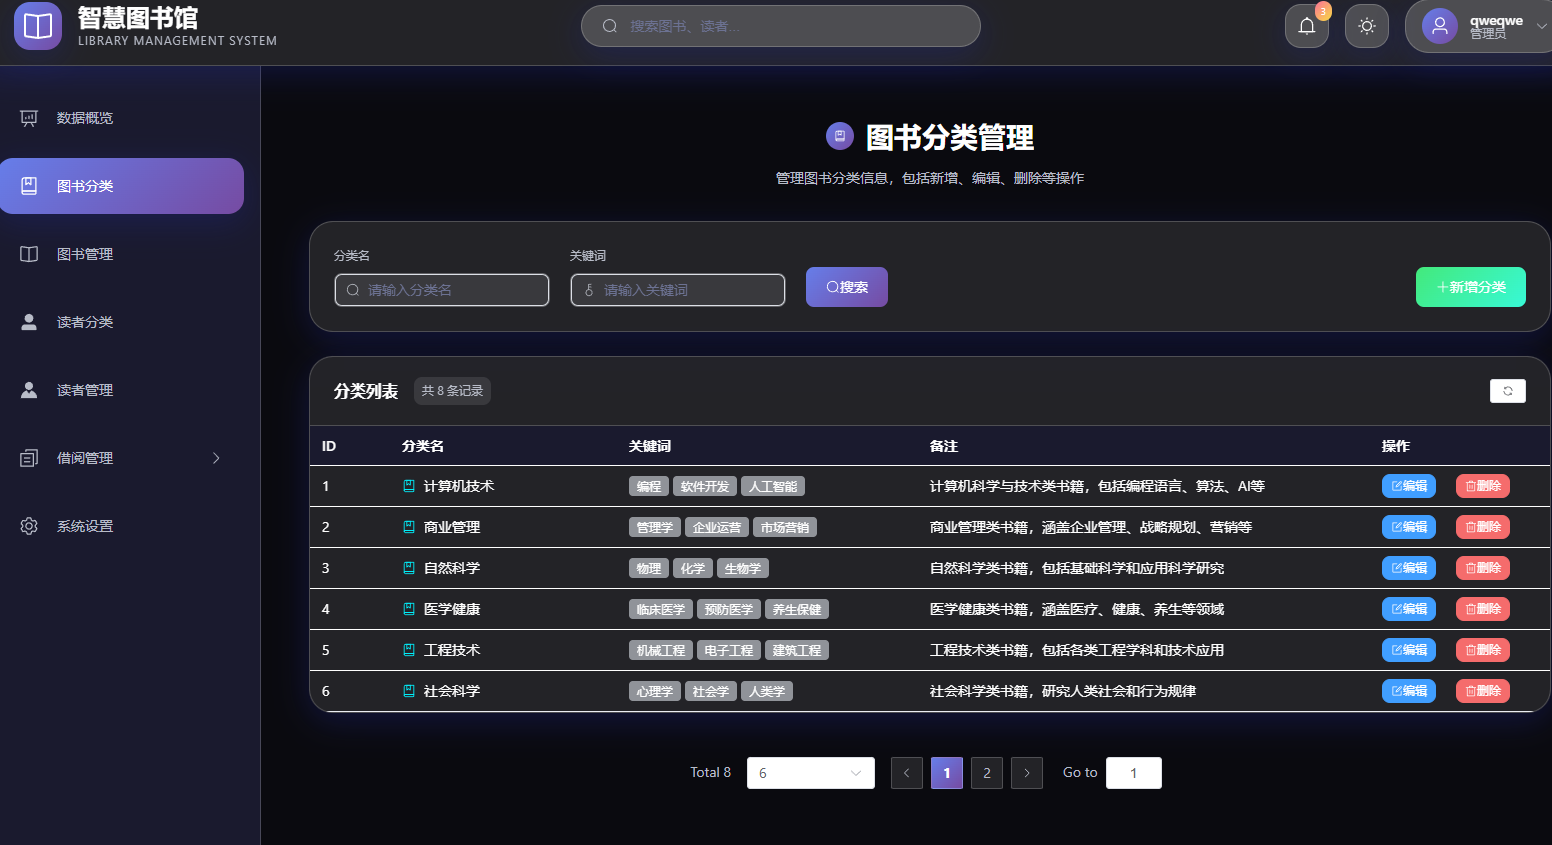 智慧图书馆
LIBRARY MANAGEMENT SYSTEM
搜索图书、读者...
3
qweqwe
管理员
数据概览
图书分类
图书管理
读者分类
读者管理
借阅管理
系统设置
图书分类管理
管理图书分类信息，包括新增、编辑、删除等操作
分类名
关键词
请输入分类名
请输入关键词
搜索
新增分类
分类列表
共 8 条记录
ID 分类名 关键词 备注 操作
1 计算机技术 编程 软件开发 人工智能 计算机科学与技术类书籍，包括编程语言、算法、AI等 编辑 删除
2 商业管理 管理学 企业运营 市场营销 商业管理类书籍，涵盖企业管理、战略规划、营销等 编辑 删除
3 自然科学 物理 化学 生物学 自然科学类书籍，包括基础科学和应用科学研究 编辑 删除
4 医学健康 临床医学 预防医学 养生保健 医学健康类书籍，涵盖医疗、健康、养生等领域 编辑 删除
5 工程技术 机械工程 电子工程 建筑工程 工程技术类书籍，包括各类工程学科和技术应用 编辑 删除
6 社会科学 心理学 社会学 人类学 社会科学类书籍，研究人类社会和行为规律 编辑 删除
Total 8 6 1 2 Go to 1